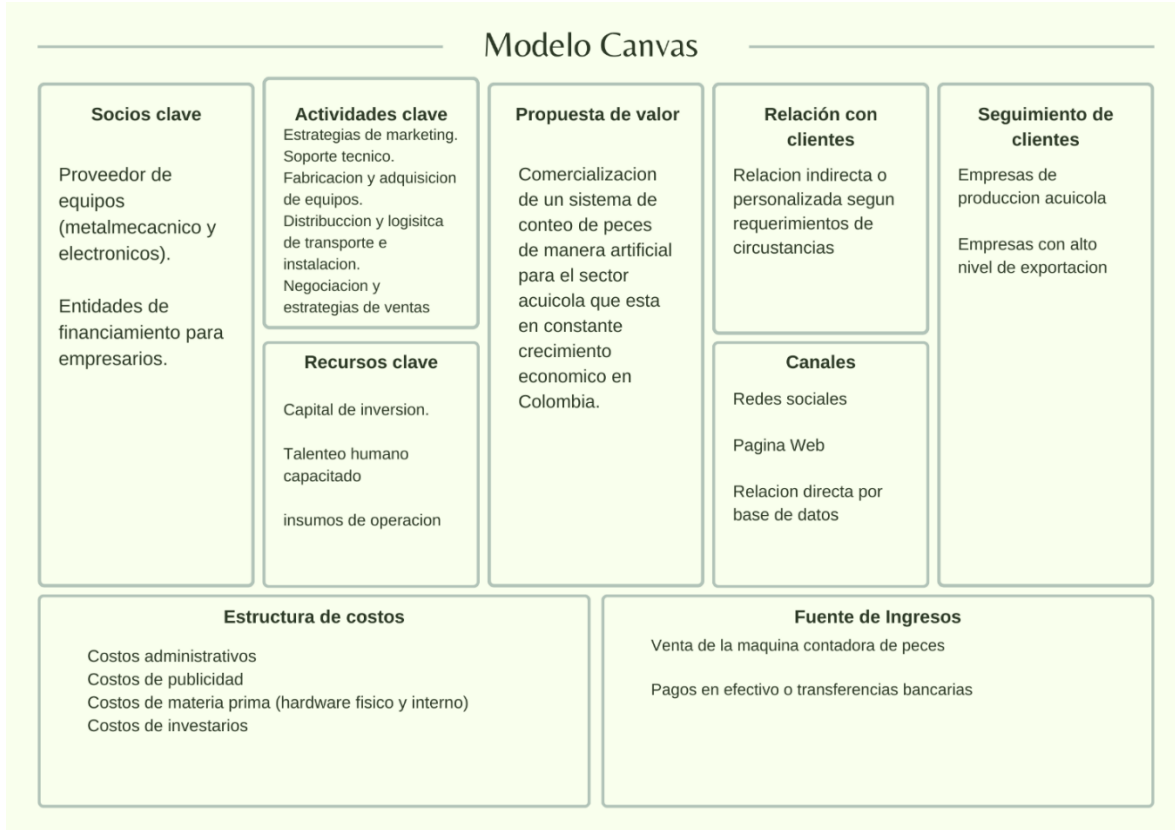 Modelo Canvas
Socios clave
Proveedor de
equipos
(metalmecacnico y
electronicos).
Entidades de
financiamiento para
empresarios.
Actividades clave
Estrategias de marketing.
Soporte tecnico.
Fabricacion y adquisicion
de equipos.
Distribuccion y logisitca
de transporte e
instalacion.
Negociacion y
estrategias de ventas
Recursos clave
Capital de inversion.
Talenteo humano
capacitado
insumos de operacion
Propuesta de valor
Comercializacion
de un sistema de
conteo de peces
de manera artificial
para el sector
acuicola que esta
en constante
crecimiento
economico en
Colombia.
Relación con
clientes
Relacion indirecta o
personalizada segun
requerimientos de
circustancias
Canales
Redes sociales
Pagina Web
Relacion directa por
base de datos
Seguimiento de
clientes
Empresas de
produccion acuicola
Empresas con alto
nivel de exportacion
Estructura de costos
Costos administrativos
Costos de publicidad
Costos de materia prima (hardware fisico y interno)
Costos de investarios
Fuente de Ingresos
Venta de la maquina contadora de peces
Pagos en efectivo o transferencias bancarias